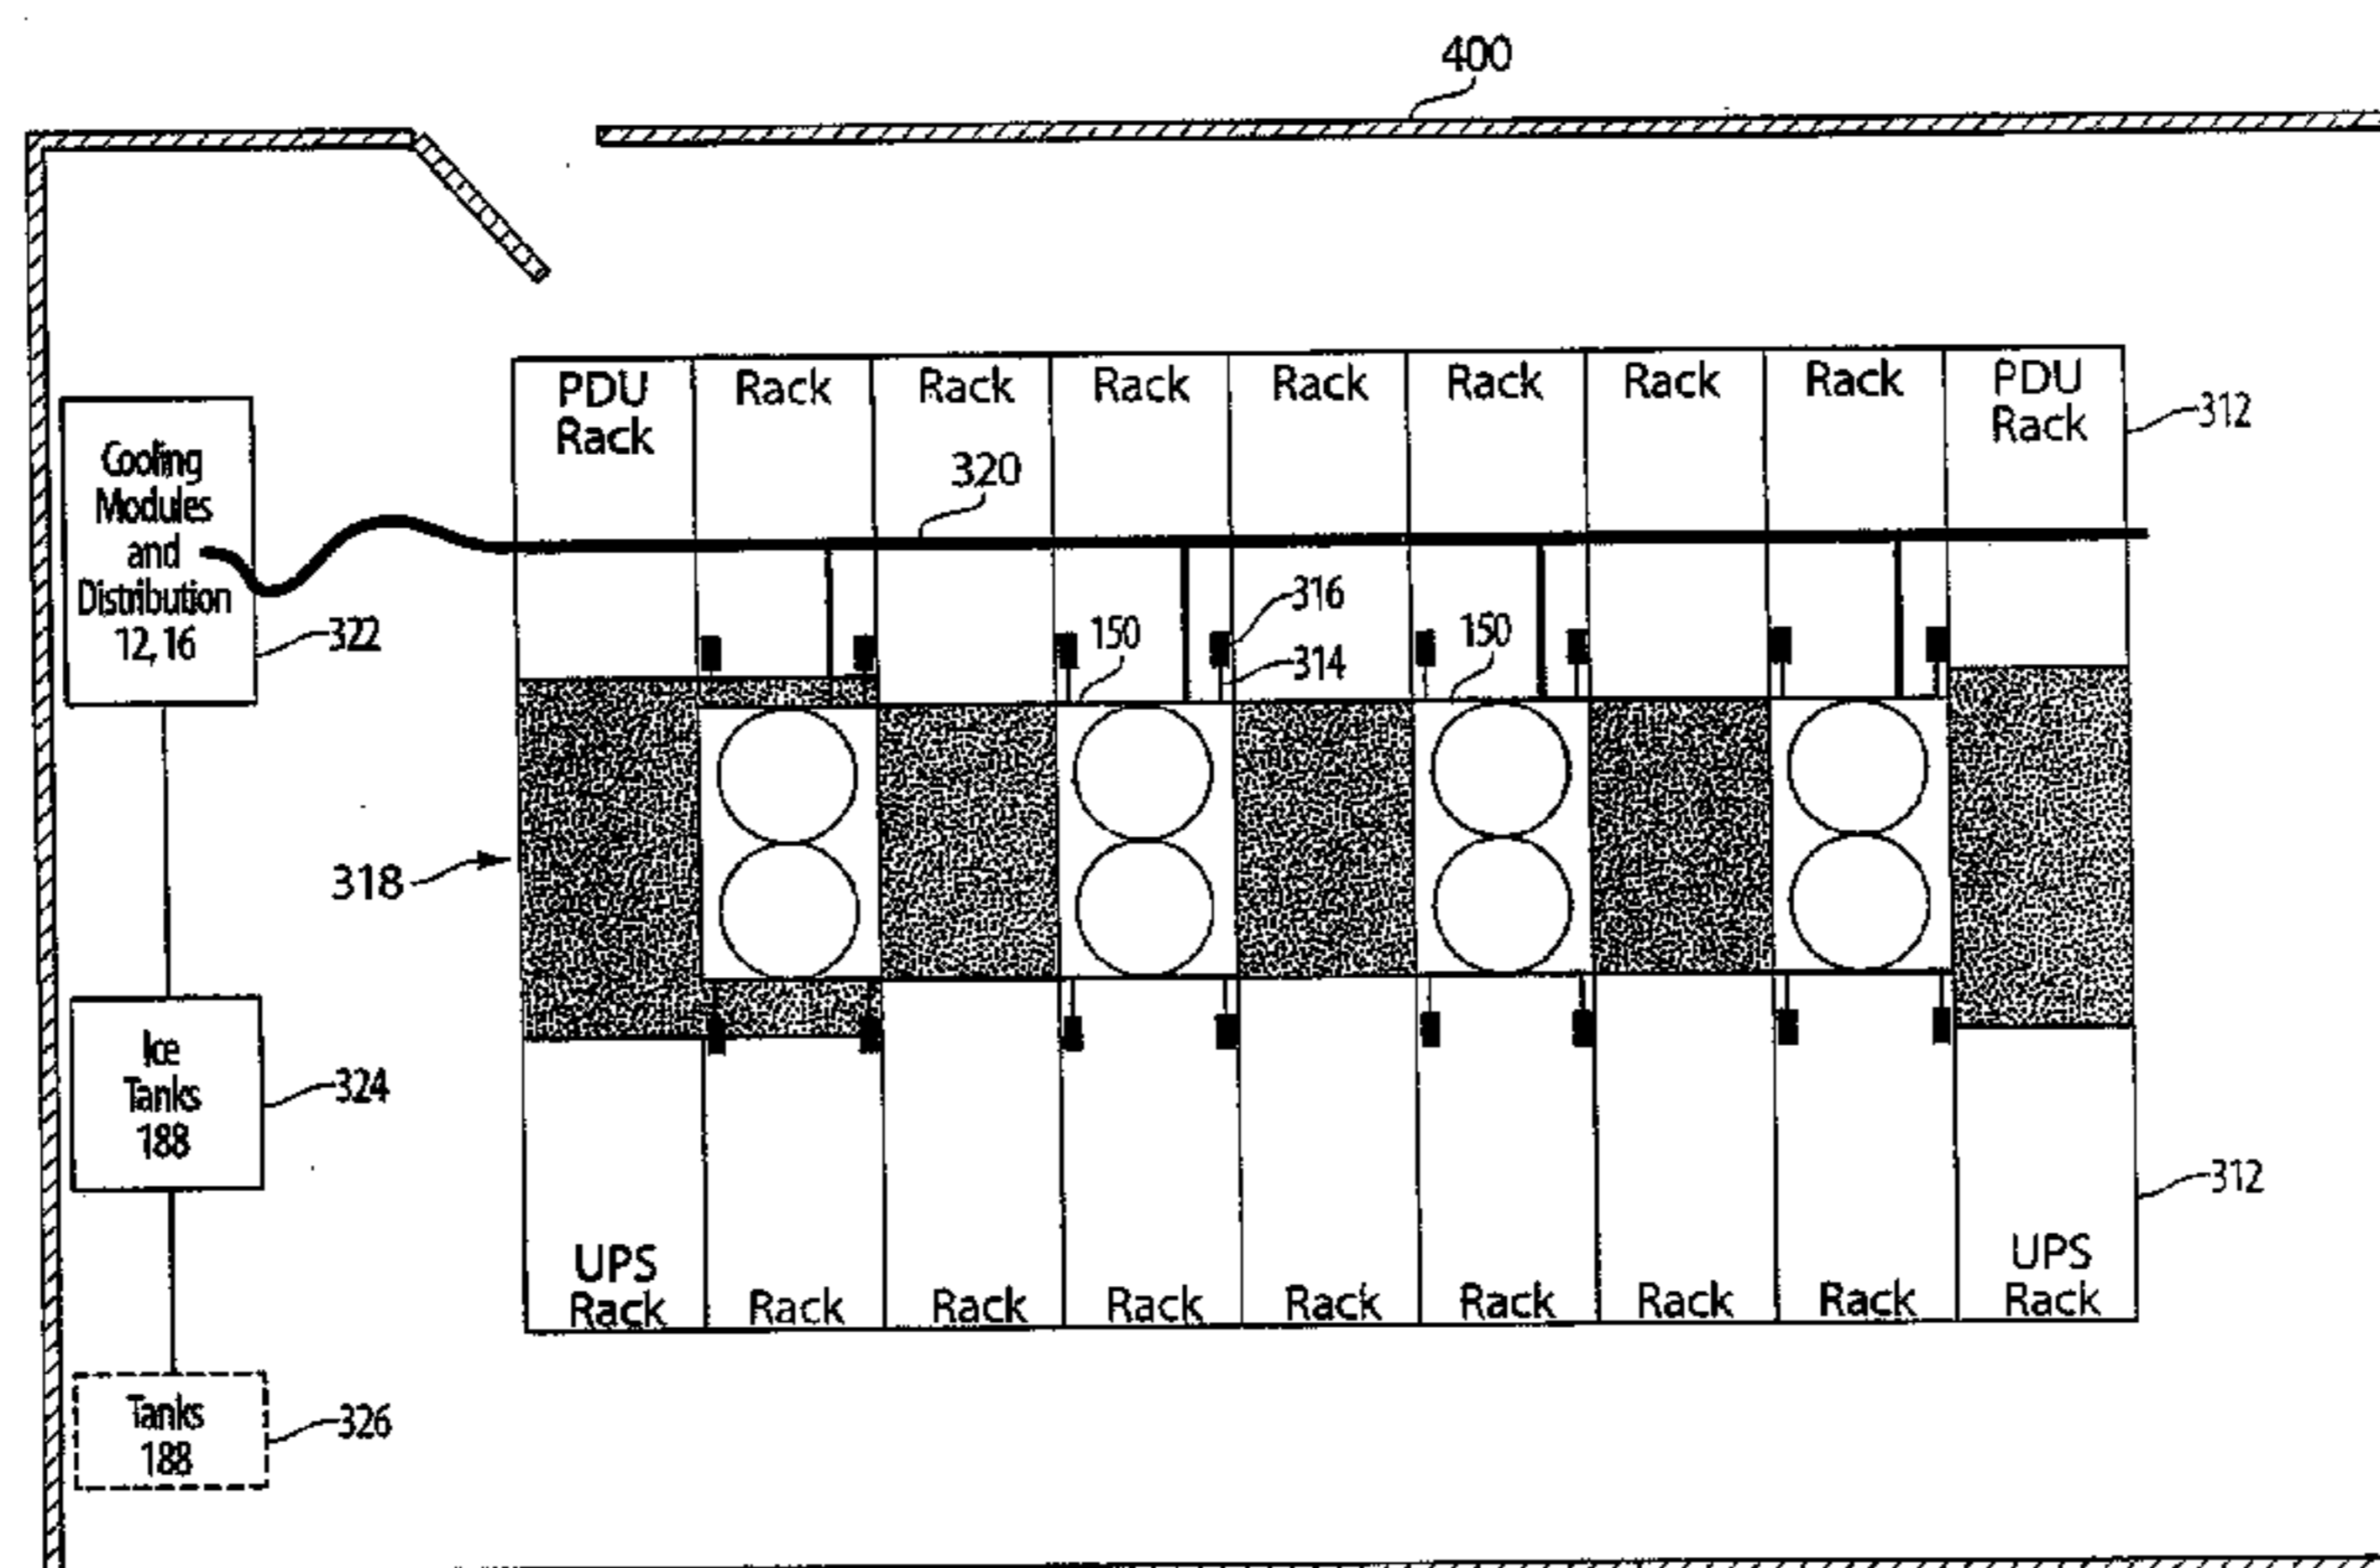 400
PDU
Rack
Rack
Rack
Rack
Rack
Rack
Rack
Rack
PDU
Rack
312
320
Cooling
Modules
and
Distribution
12, 16
322
316
150
314
150
318
Ice
Tanks
188
324
312
UPS
Rack
Rack
Rack
Rack
Rack
Rack
Rack
Rack
UPS
Rack
Tanks
188
326